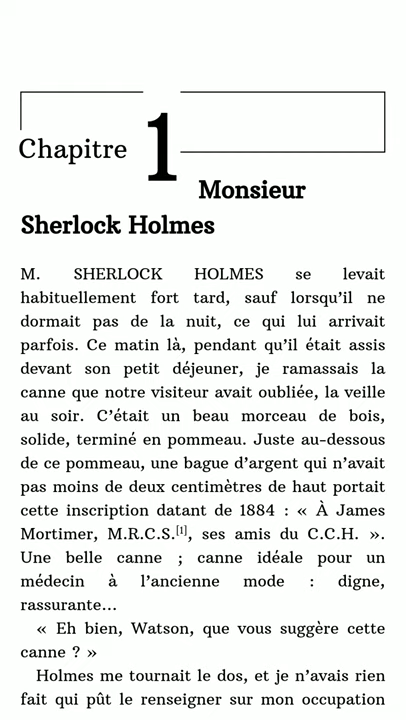 Chapitre 1
Monsieur
Sherlock Holmes
M. SHERLOCK HOLMES se levait
habituellement fort tard, sauf lorsqu’il ne
dormait pas de la nuit, ce qui lui arrivait
parfois. Ce matin là, pendant qu’il était assis
devant son petit déjeuner, je ramassais la
canne que notre visiteur avait oubliée, la veille
au soir. C’était un beau morceau de bois,
solide, terminé en pommeau. Juste au-dessous
de ce pommeau, une bague d’argent qui n’avait
pas moins de deux centimètres de haut portait
cette inscription datant de 1884 : « À James
Mortimer, M.R.C.S.[1], ses amis du C.C.H. ».
Une belle canne ; canne idéale pour un
médecin à l’ancienne mode : digne,
rassurante…
« Eh bien, Watson, que vous suggère cette
canne ? »
Holmes me tournait le dos, et je n’avais rien
fait qui pût le renseigner sur mon occupation